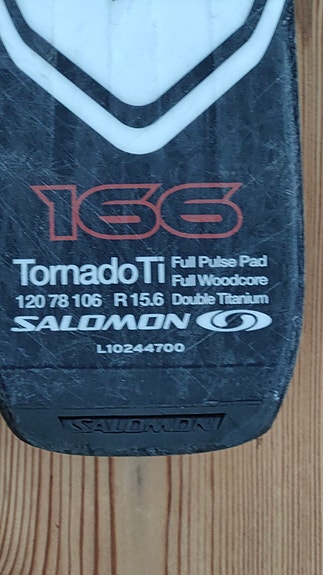 166
TornadoTi Full Pulse Pad
Full Woodcore
120 78 106 R 15.6 Double Titanium
SALOMON
L10244700
SALOMON